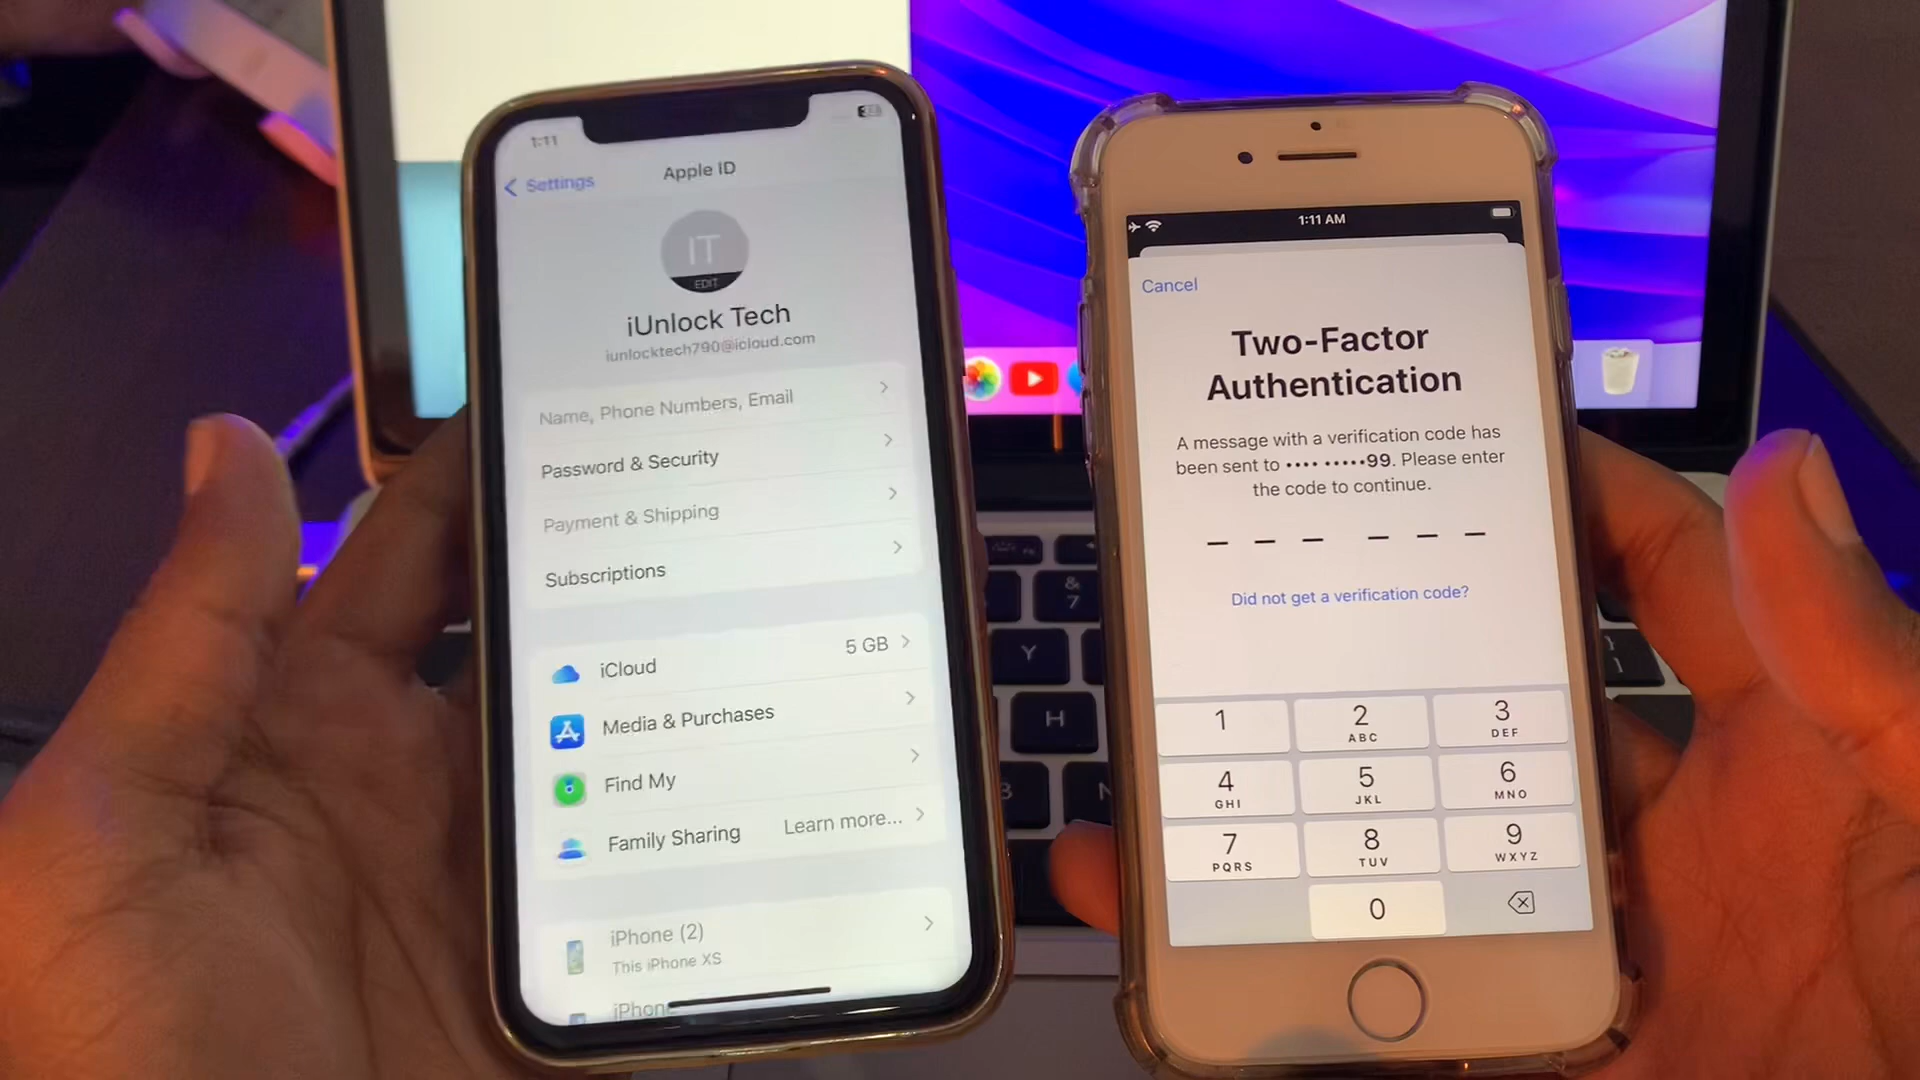 1:11
Settings
Apple ID
IT
EDIT
iUnlock Tech
iunlocktech790@icloud.com
Name, Phone Numbers, Email
Password & Security
Payment & Shipping
Subscriptions
iCloud
5 GB
Media & Purchases
Find My
Family Sharing
Learn more...
iPhone (2)
This iPhone XS
iPhone
1:11 AM
Cancel
Two-Factor
Authentication
A message with a verification code has
been sent to •••• •••••99. Please enter
the code to continue.
Did not get a verification code?
1
2
ABC
3
DEF
4
GHI
5
JKL
6
MNO
7
PQRS
8
TUV
9
WXYZ
0
&
7
Y
H
B
N